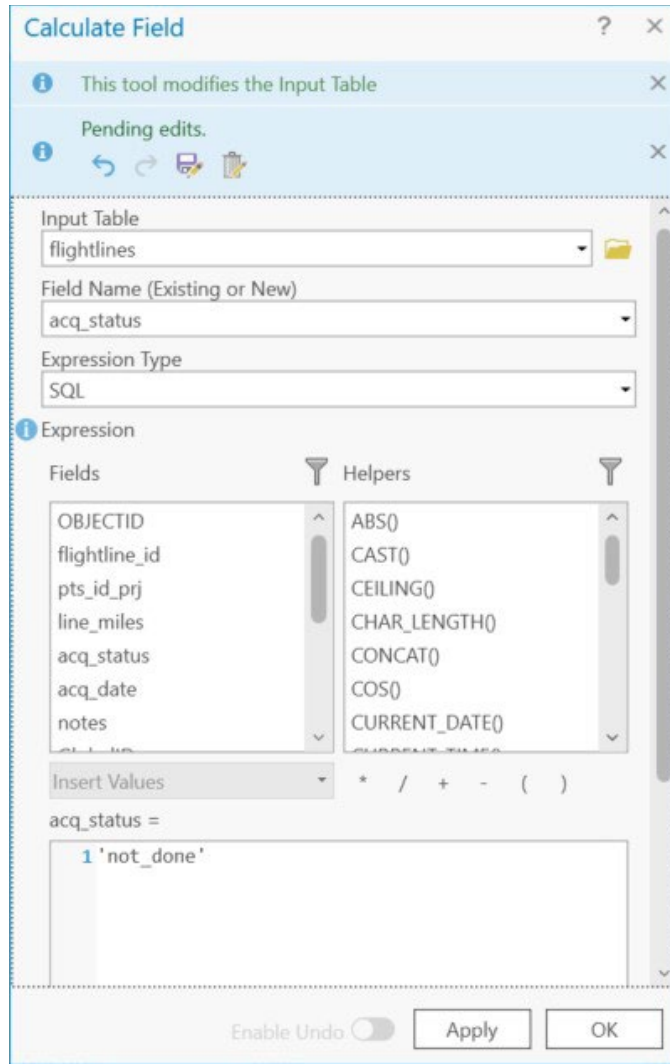 Calculate Field ? ×
This tool modifies the Input Table ×
Pending edits. ×
Input Table
flightlines
Field Name (Existing or New)
acq_status
Expression Type
SQL
Expression
Fields
OBJECTID
flightline_id
pts_id_prj
line_miles
acq_status
acq_date
notes
Helpers
ABS()
CAST()
CEILING()
CHAR_LENGTH()
CONCAT()
COS()
CURRENT_DATE()
Insert Values * / + - ( )
acq_status =
1 'not_done'
Enable Undo Apply OK